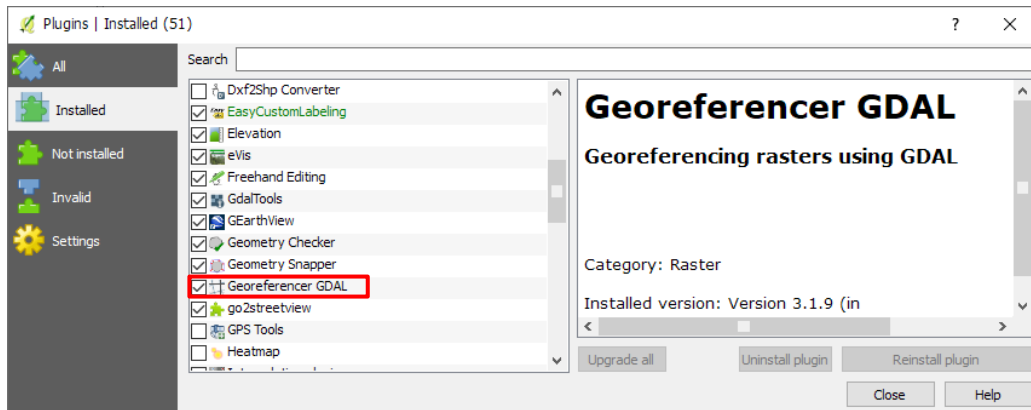 Plugins | Installed (51)
?
All
Installed
Not installed
Invalid
Settings
Search
Dxf2Shp Converter
EasyCustomLabeling
Elevation
eVis
Freehand Editing
GdalTools
GEarthView
Geometry Checker
Geometry Snapper
Georeferencer GDAL
go2streetview
GPS Tools
Heatmap
Georeferencer GDAL
Georeferencing rasters using GDAL
Category: Raster
Installed version: Version 3.1.9 (in
Upgrade all
Uninstall plugin
Reinstall plugin
Close
Help